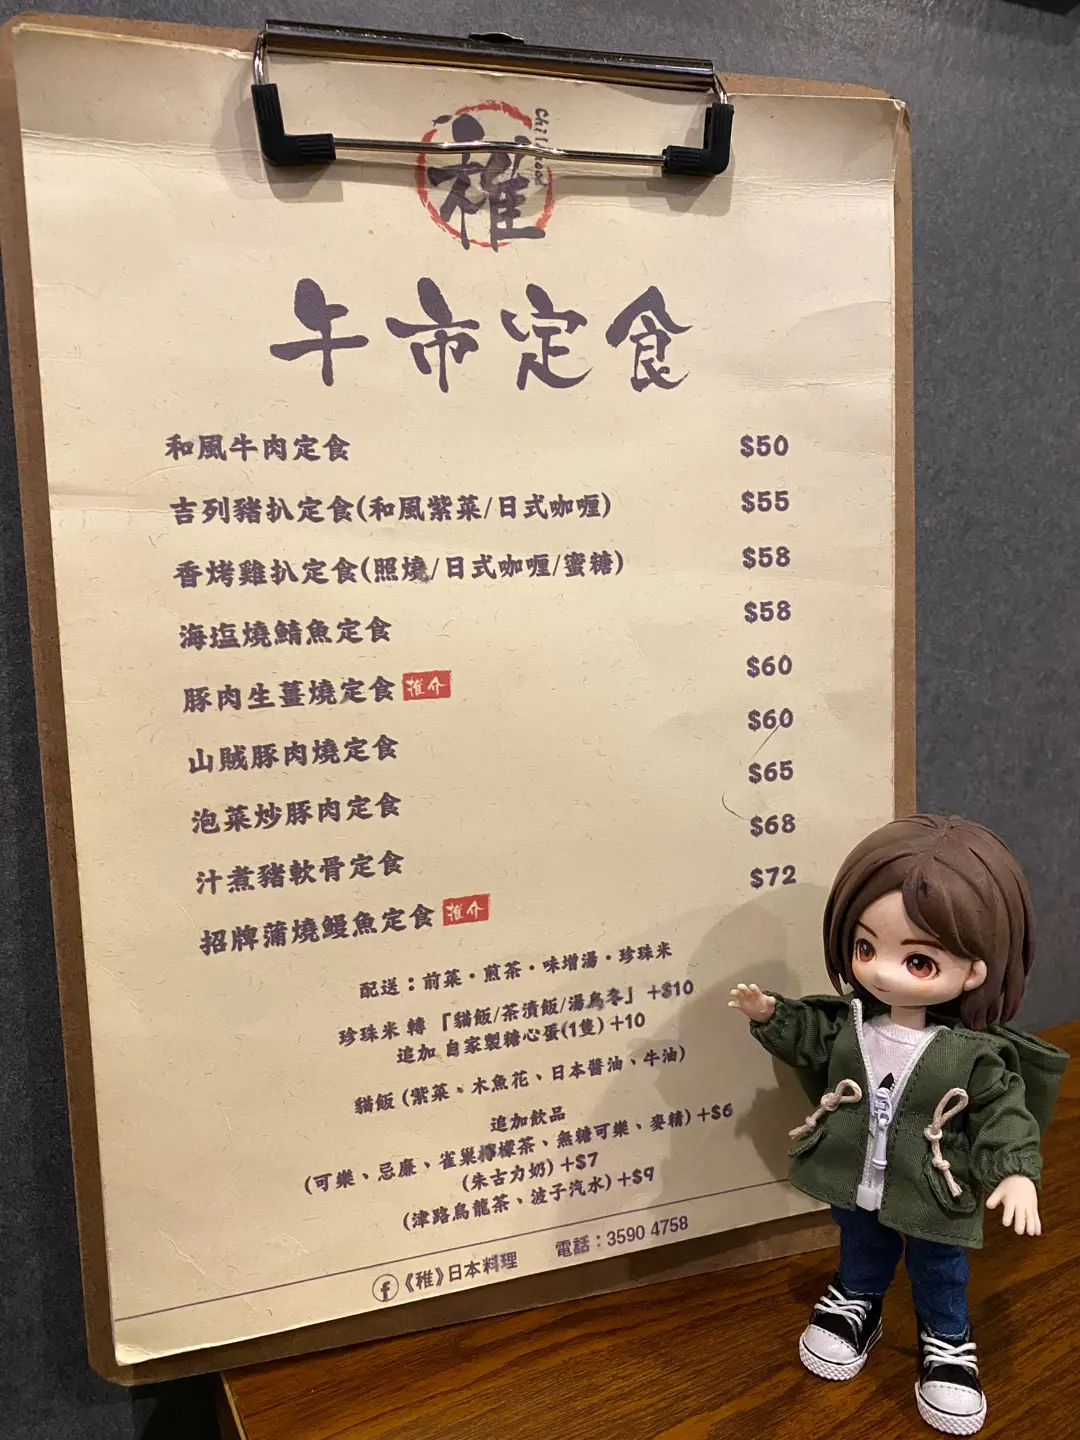 稚
午市定食
和風牛肉定食 $50
吉列豬扒定食(和風紫菜/日式咖喱) $55
香烤雞扒定食(照燒/日式咖喱/蜜糖) $58
海塩燒鯖魚定食 $58
豚肉生薑燒定食 推介 $60
山賊豚肉燒定食 $60
泡菜炒豚肉定食 $65
汁煮豬軟骨定食 $68
招牌蒲燒鰻魚定食 推介 $72
配送：前菜・煎茶・味增湯・珍珠米
珍珠米 轉「貓飯/茶漬飯/湯烏冬」+$10
追加 自家製糖心蛋(1隻) +10
貓飯 (紫菜、木魚花、日本醬油、牛油)
追加飲品
(可樂、忌廉、雀巢檸檬茶、無糖可樂、麥精) +$6
(朱古力奶) +$7
(津路烏龍茶、波子汽水) +$9
f 《稚》日本料理 電話：3590 4758